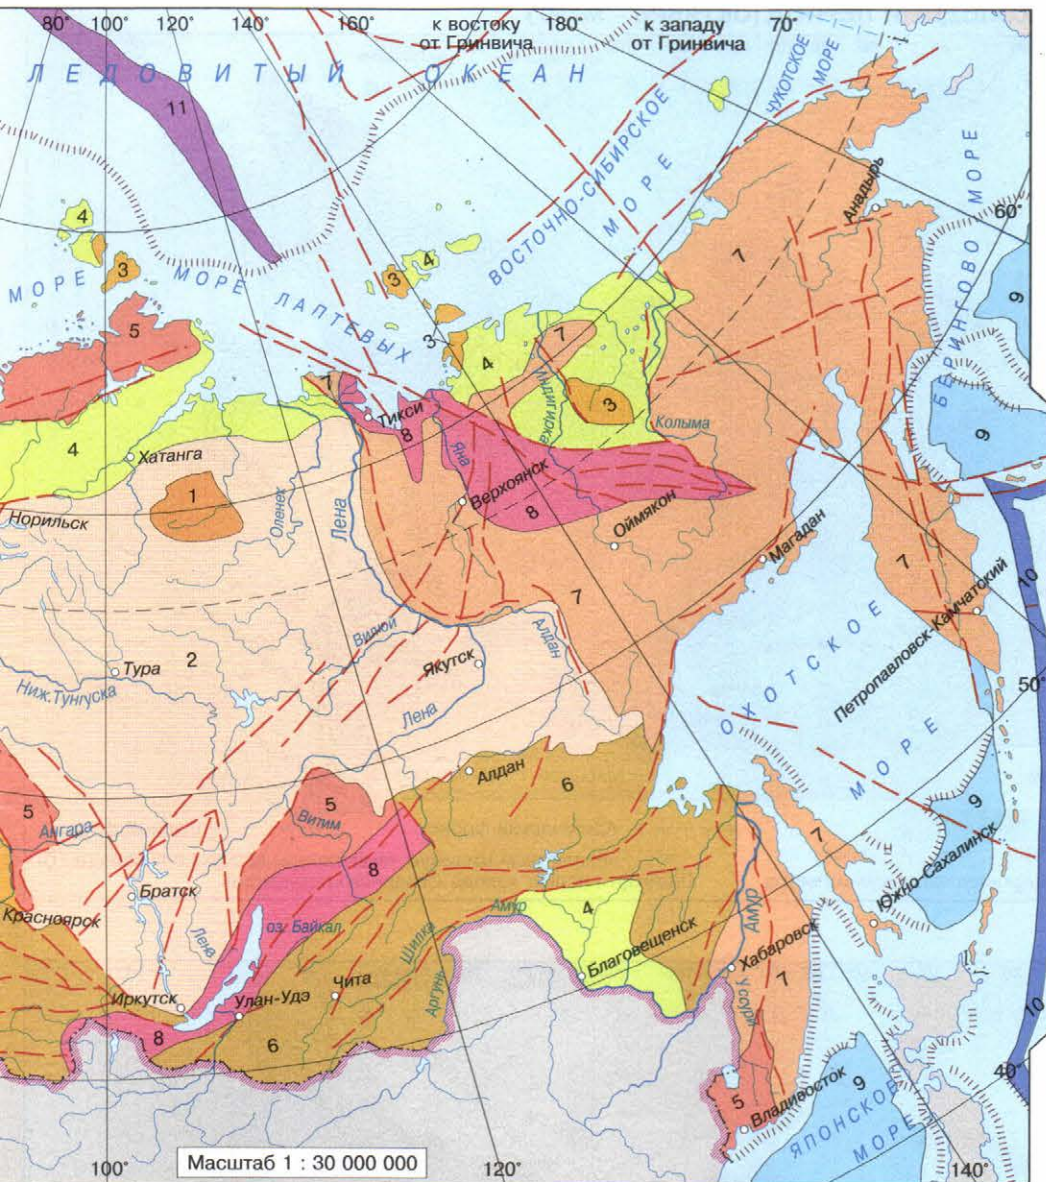 80° 100° 120° 140° 160° к востоку от Гринвича 180° к западу от Гринвича 70°
ЛЕДОВИТЫЙ ОКЕАН
ЧУКОТСКОЕ МОРЕ
11
ВОСТОЧНО-СИБИРСКОЕ МОРЕ
БЕРИНГОВО МОРЕ
Анадырь
60°
4
3
МОРЕ
МОРЕ ЛАПТЕВЫХ
3
4
7
9
5
3
4
7
7
Тикси
8
Индигирка
3
Колыма
9
4
Хатанга
1
Оленек
Лена
Яна
Верхоянск
8
Оймякон
Норильск
Магадан
7
10
7
Петропавловск-Камчатский
2
Тура
Ниж.Тунгуска
Вилюй
Якутск
Алдан
Лена
ОХОТСКОЕ МОРЕ
50°
Алдан
6
5
Ангара
5
Витим
8
9
7
Южно-Сахалинск
Братск
Красноярск
Лена
оз. Байкал
Амур
4
Шилка
Благовещенск
Амур
Хабаровск
7
Аргунь
Уссури
Иркутск
Улан-Удэ
Чита
8
6
10
40°
5
Владивосток
9
ЯПОНСКОЕ МОРЕ
100°
Масштаб 1 : 30 000 000
120°
140°